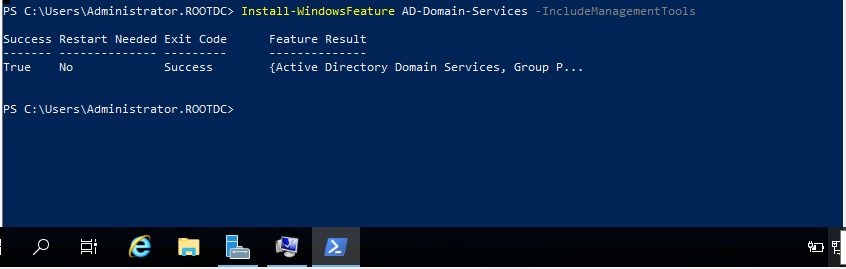 PS C:\Users\Administrator.ROOTDC> Install-WindowsFeature AD-Domain-Services -IncludeManagementTools
Success Restart Needed Exit Code      Feature Result
------- -------------- ---------      --------------
True    No             Success        {Active Directory Domain Services, Group P...
PS C:\Users\Administrator.ROOTDC>